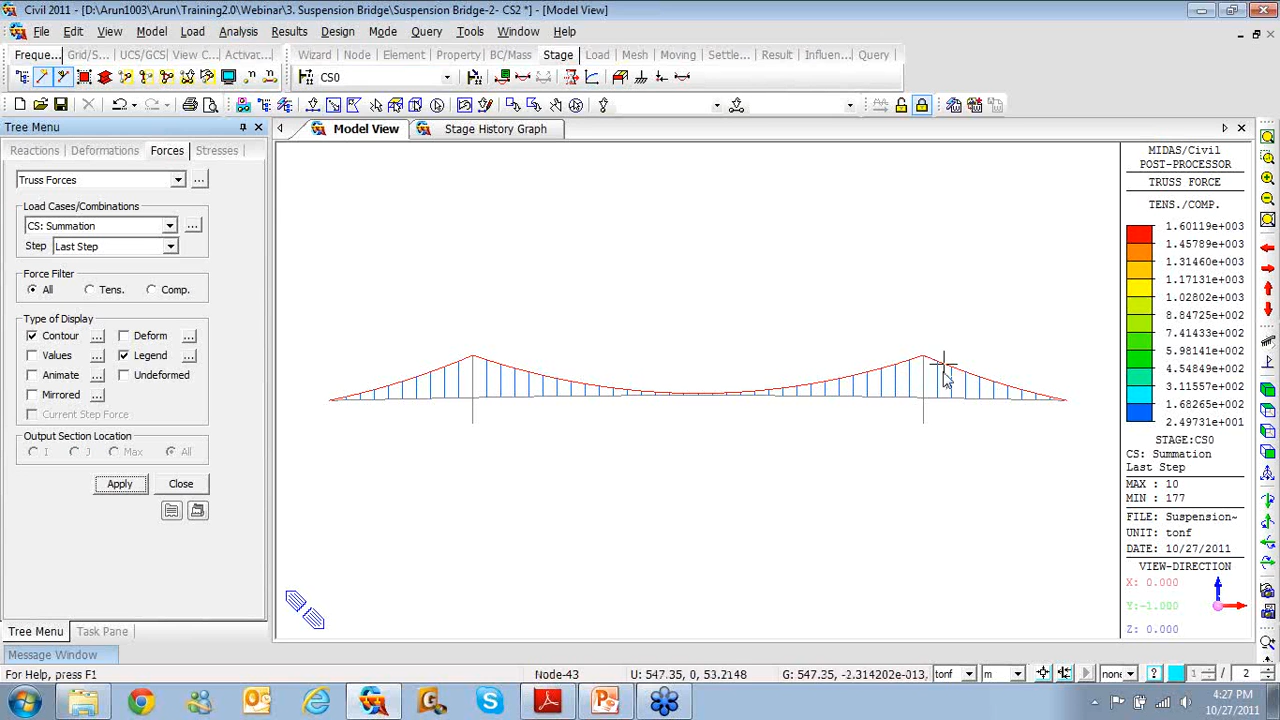 Civil 2011 - [D:\Arun1003\Arun\Training2.0\Webinar\3. Suspension Bridge\Suspension Bridge-2- CS2 *] - [Model View]
File Edit View Model Load Analysis Results Design Mode Query Tools Window Help
Freque... Grid/S... UCS/GCS View C... Activat... Wizard Node Element Property BC/Mass Stage Load Mesh Moving Settle... Result Influen... Query
CS0
Tree Menu
Model View Stage History Graph
Reactions Deformations Forces Stresses
Truss Forces
...
Load Cases/Combinations
CS: Summation
...
Step Last Step
Force Filter
All Tens. Comp.
Type of Display
Contour ... Deform ...
Values ... Legend ...
Animate ... Undeformed
Mirrored ...
Current Step Force
Output Section Location
I J Max All
Apply Close
Tree Menu Task Pane
Message Window
MIDAS/Civil
POST-PROCESSOR
TRUSS FORCE
TENS./COMP.
1.60119e+003
1.45789e+003
1.31460e+003
1.17131e+003
1.02802e+003
8.84725e+002
7.41433e+002
5.98141e+002
4.54849e+002
3.11557e+002
1.68265e+002
2.49731e+001
STAGE:CS0
CS: Summation
Last Step
MAX : 10
MIN : 177
FILE: Suspension~
UNIT: tonf
DATE: 10/27/2011
VIEW-DIRECTION
X: 0.000
Y:-1.000
Z: 0.000
For Help, press F1
Node-43
U: 547.35, 0, 53.2148
G: 547.35, -2.314202e-013,
tonf
m
non
?
1
/ 2
4:27 PM
10/27/2011